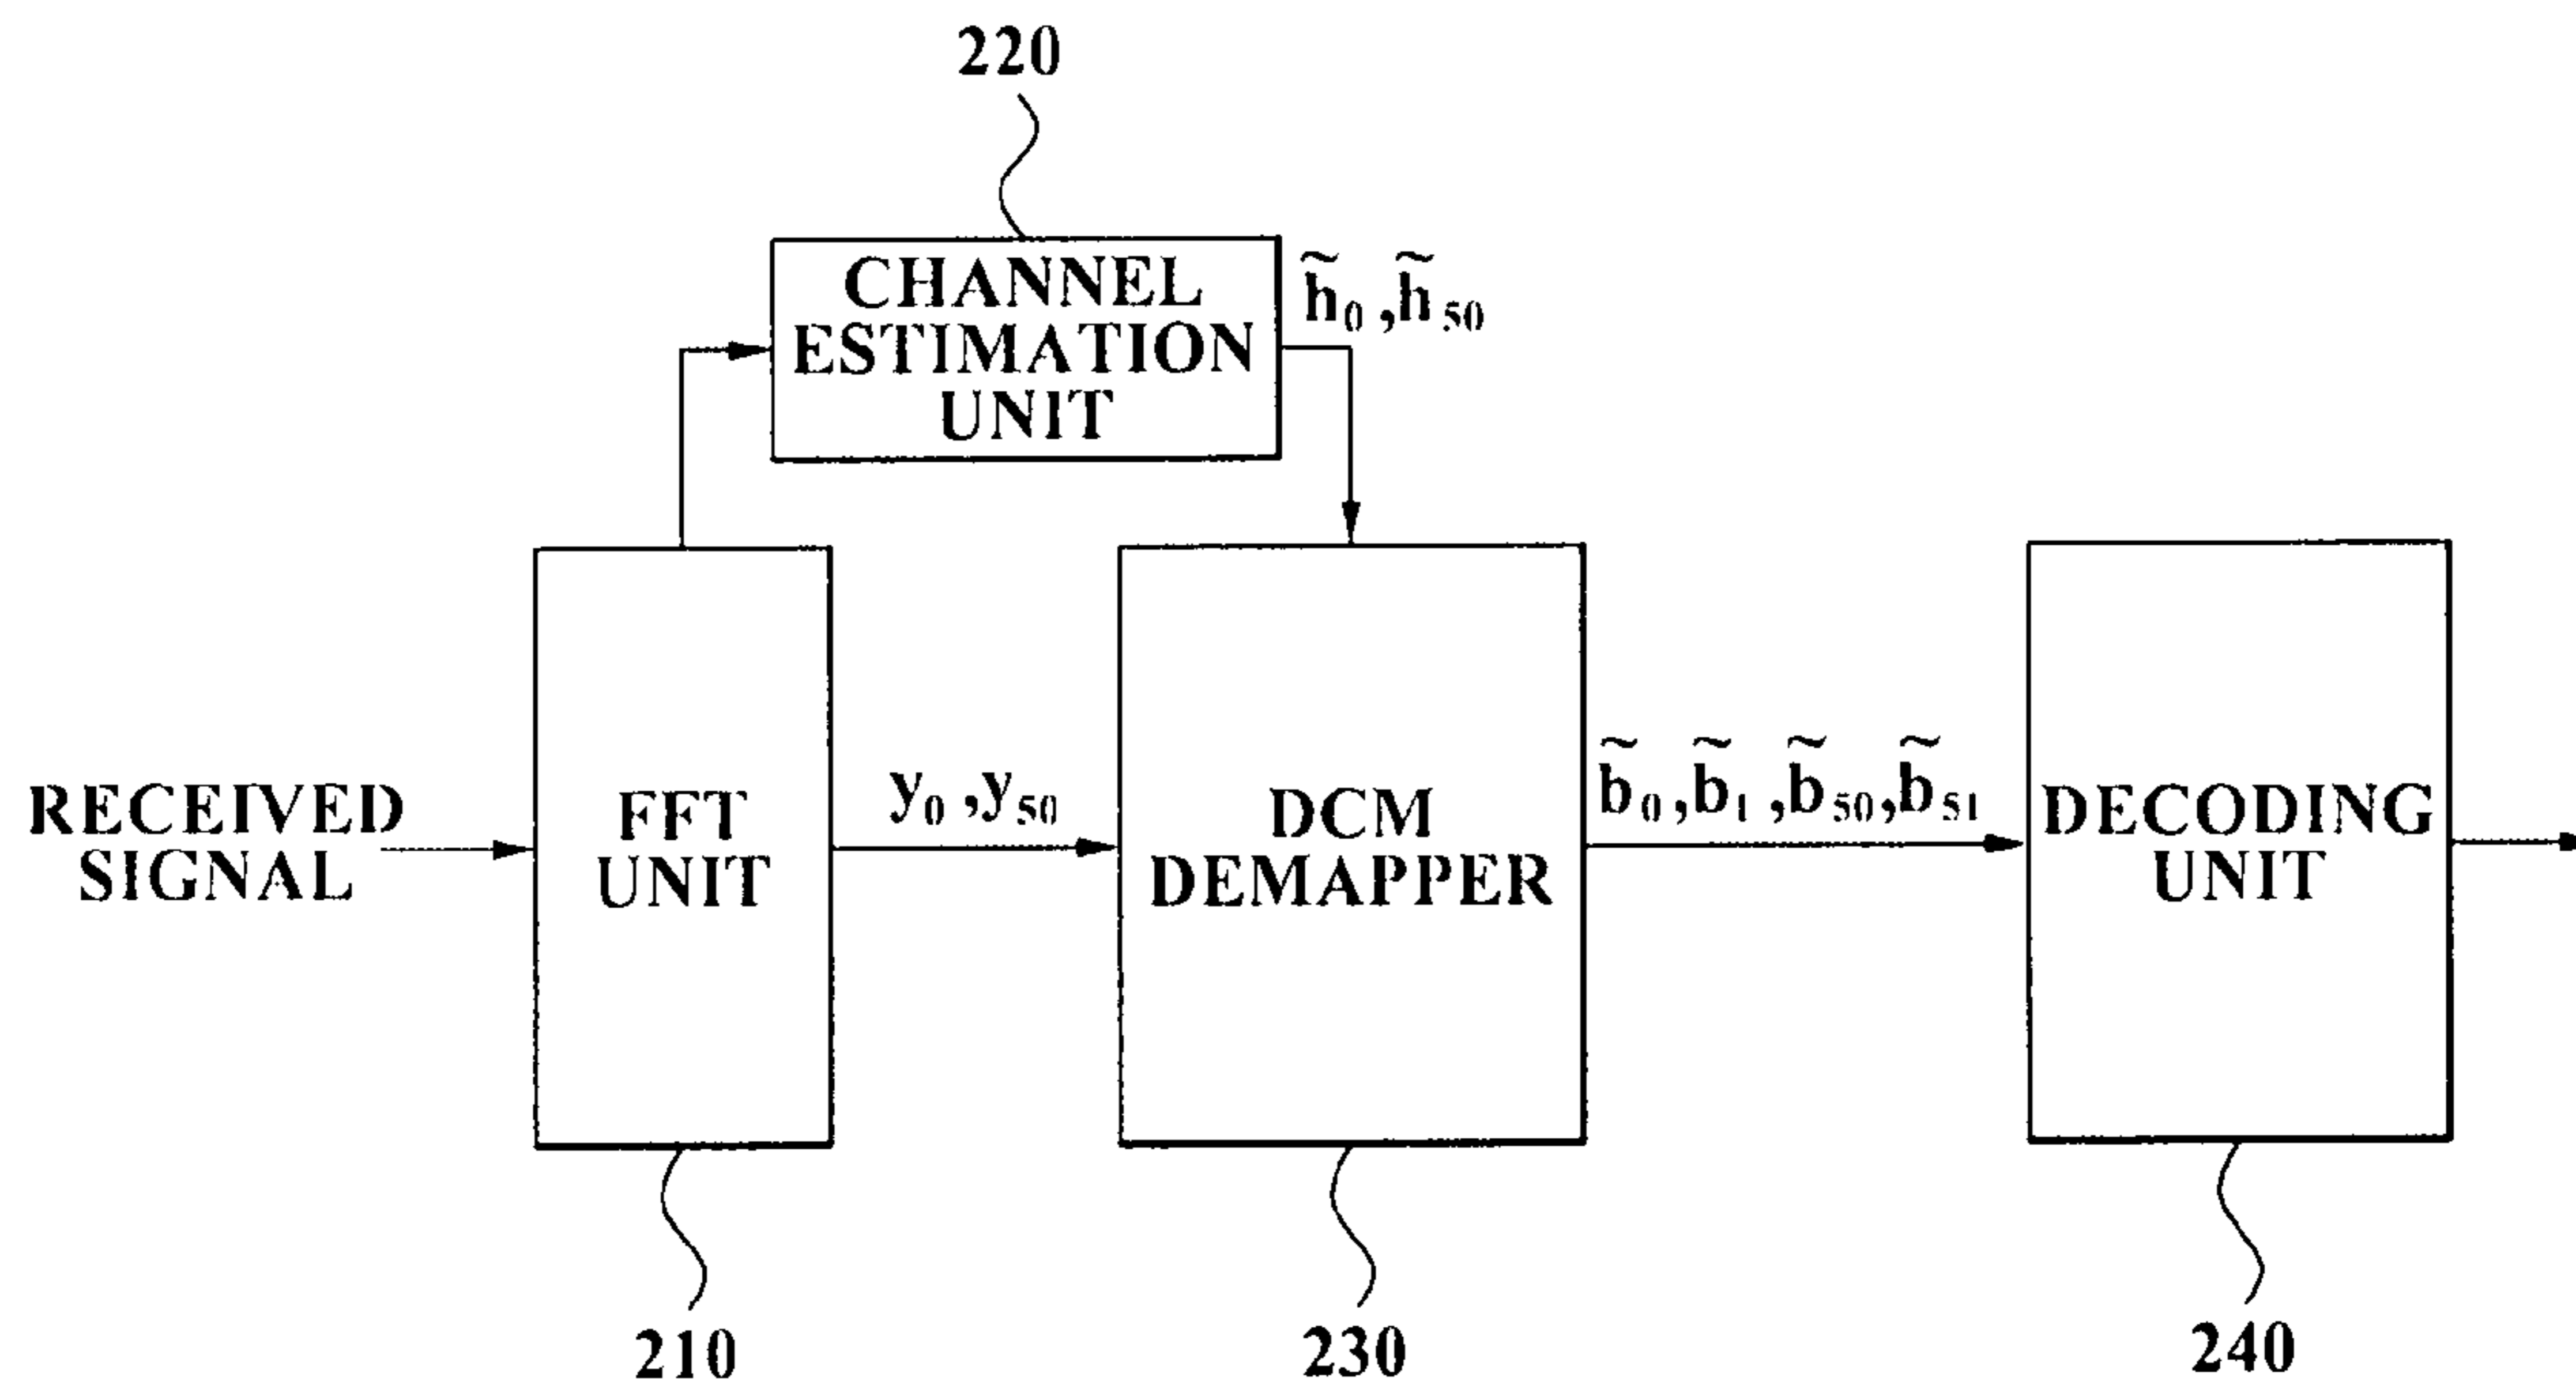 220
CHANNEL
ESTIMATION
UNIT
h̃₀,h̃₅₀
RECEIVED
SIGNAL
FFT
UNIT
y₀,y₅₀
DCM
DEMAPPER
b̃₀,b̃₁,b̃₅₀,b̃₅₁
DECODING
UNIT
210
230
240